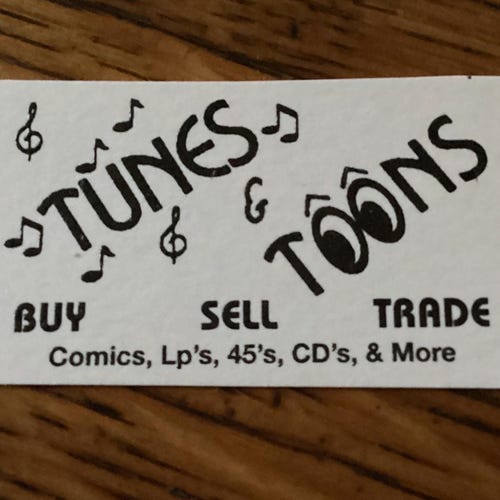 TUNES
& TOONS
BUY SELL TRADE
Comics, Lp's, 45's, CD's, & More